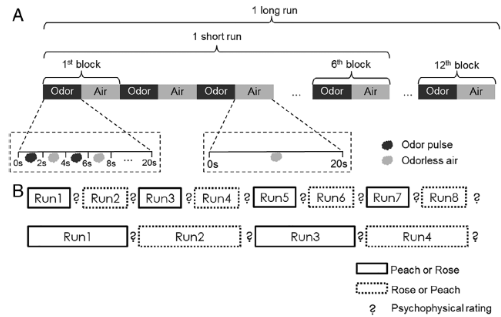 A
1 long run
1 short run
1st block
6th block
12th block
Odor Air Odor Air Odor Air ... Odor Air ... Odor Air
0s 2s 4s 6s 8s ... 20s
0s 20s
Odor pulse
Odorless air
B
Run1 ? Run2 ? Run3 ? Run4 ? Run5 ? Run6 ? Run7 ? Run8 ?
Run1 ? Run2 ? Run3 ? Run4 ?
Peach or Rose
Rose or Peach
? Psychophysical rating